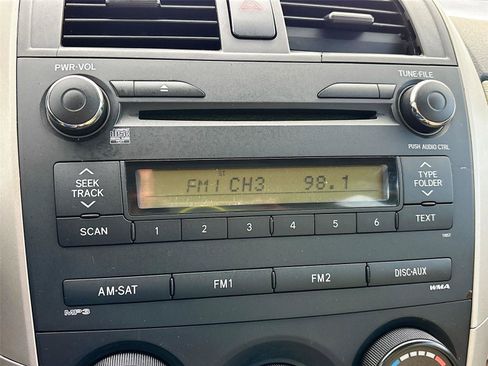 PWR·VOL
TUNE·FILE
PUSH AUDIO CTRL
SEEK TRACK
ST
FM1 CH3 98.1
TYPE FOLDER
SCAN 1 2 3 4 5 6 TEXT
AM·SAT FM1 FM2 DISC·AUX
MP3 WMA